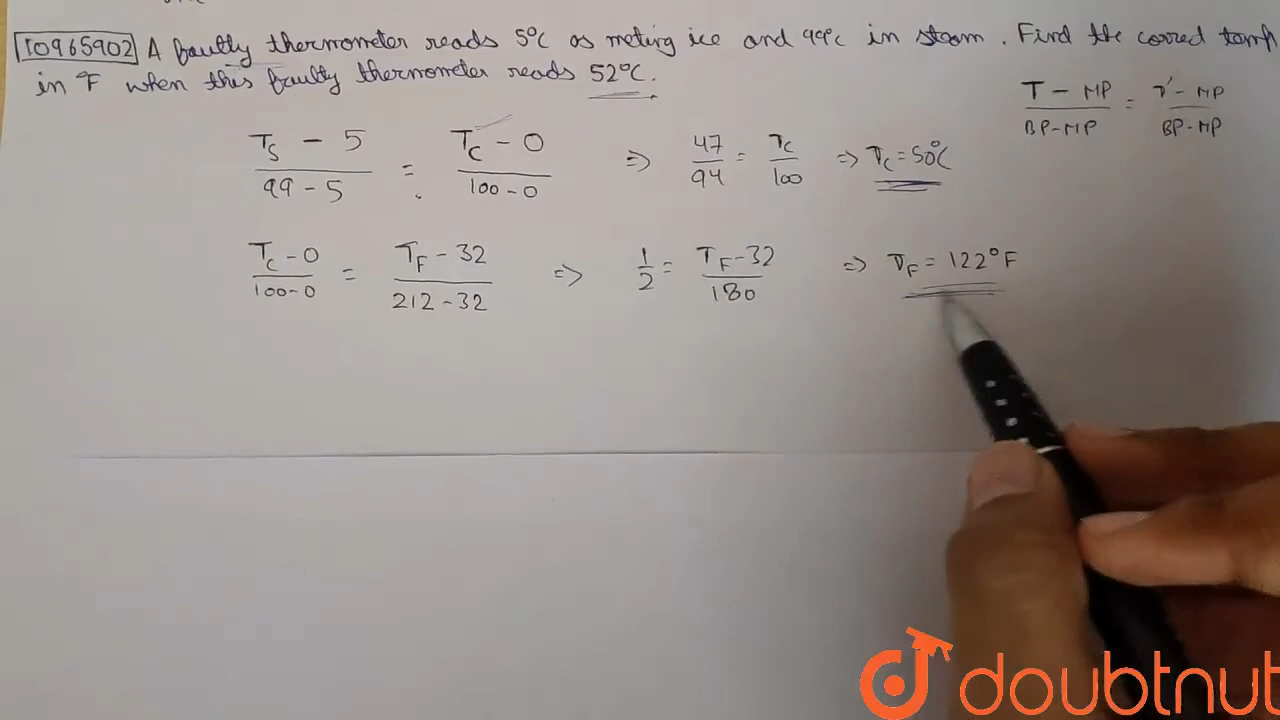 10965902 A faulty thermometer reads 5°C as meting ice and 99°c in steam. Find the correct temp
in °F when this faulty thermometer reads 52°C.
T - MP / BP-MP = T' - MP / BP-MP
Ts - 5 / 99 - 5 = Tc - 0 / 100 - 0 => 47 / 94 = Tc / 100 => Tc = 50°C
Tc - 0 / 100-0 = TF - 32 / 212 - 32 => 1 / 2 = TF - 32 / 180 => TF = 122°F
doubtnut